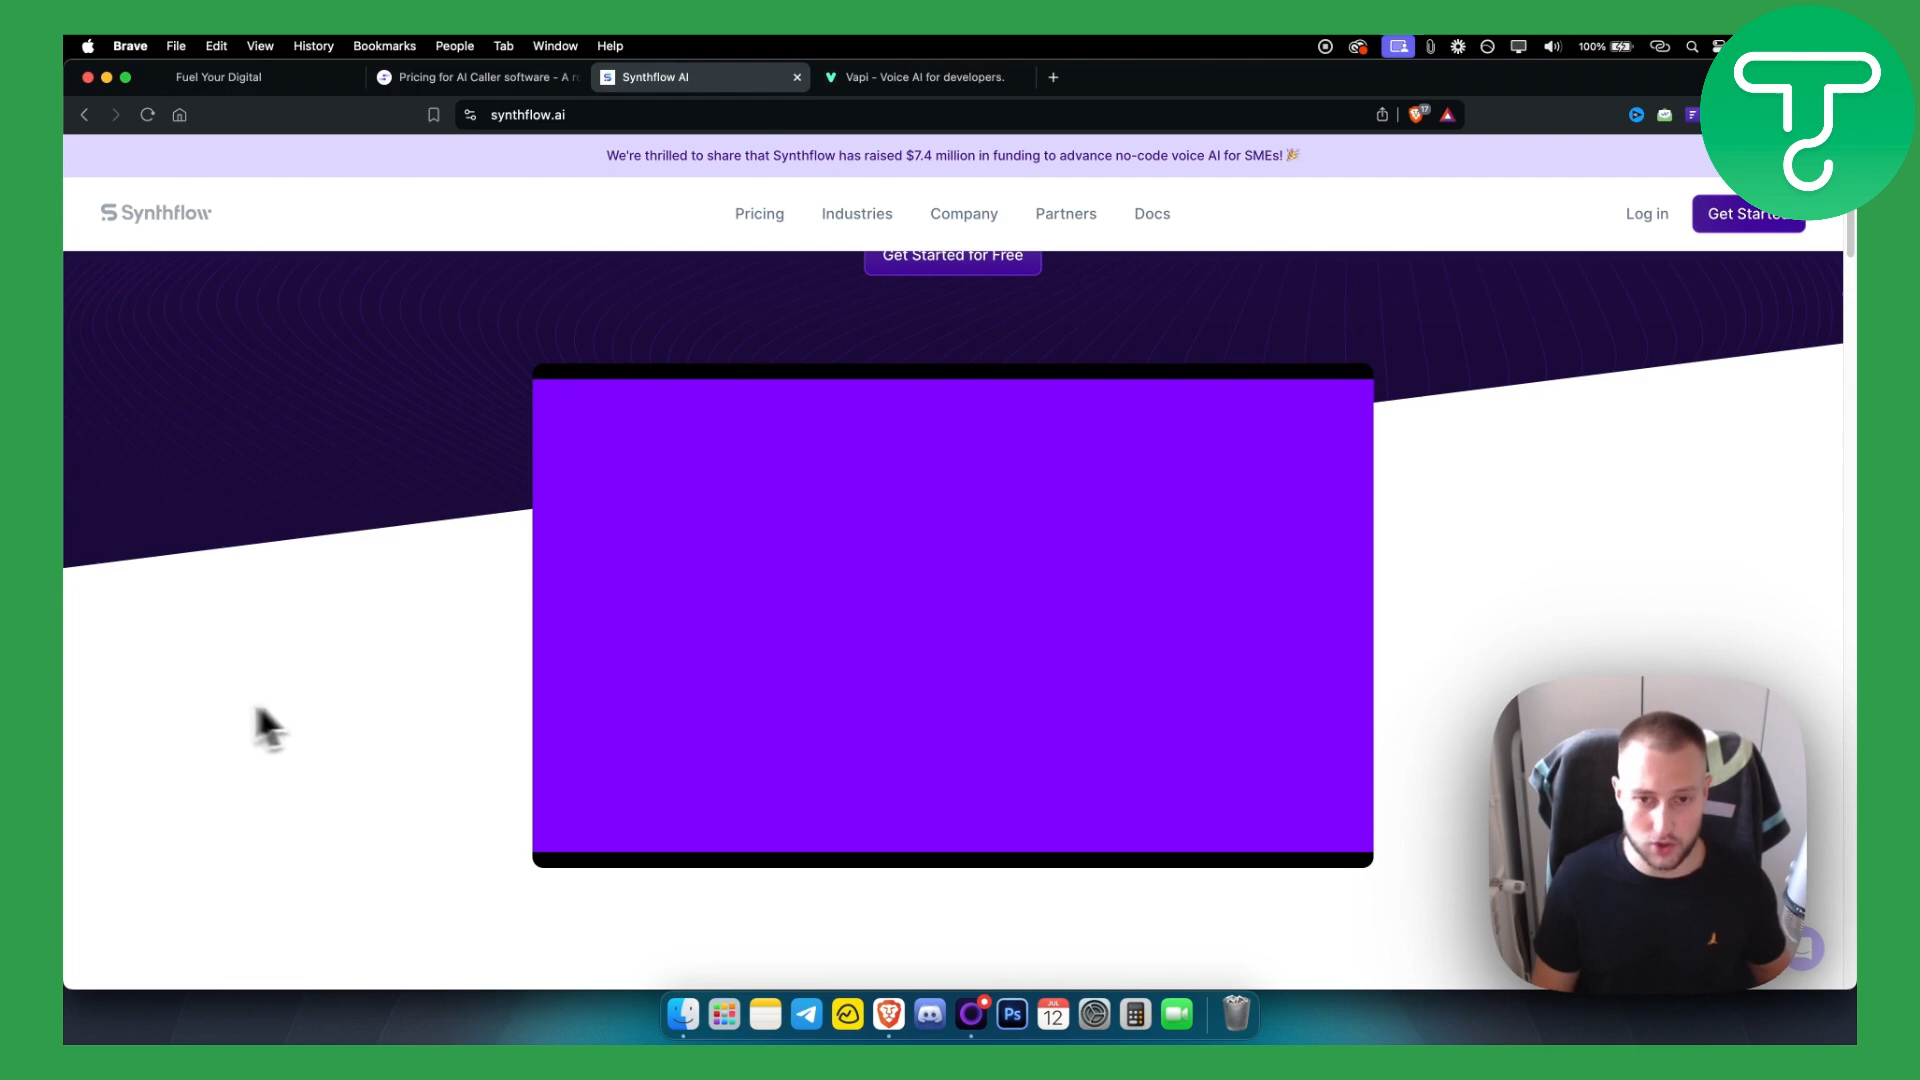 Brave File Edit View History Bookmarks People Tab Window Help 100%
Fuel Your Digital Pricing for AI Caller software - A Synthflow AI Vapi - Voice AI for developers.
synthflow.ai 17
We're thrilled to share that Synthflow has raised $7.4 million in funding to advance no-code voice AI for SMEs! 🎉
Synthflow Pricing Industries Company Partners Docs Log in Get Started
Get Started for Free
Ps JUL 12